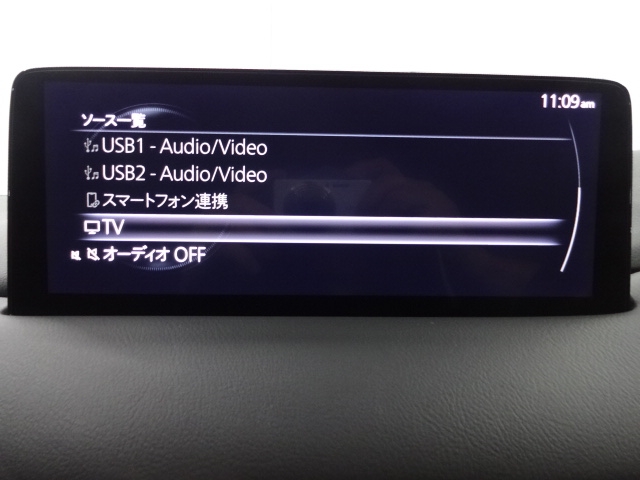 11:09am
ソース一覧
USB1 - Audio/Video
USB2 - Audio/Video
スマートフォン連携
TV
オーディオ OFF